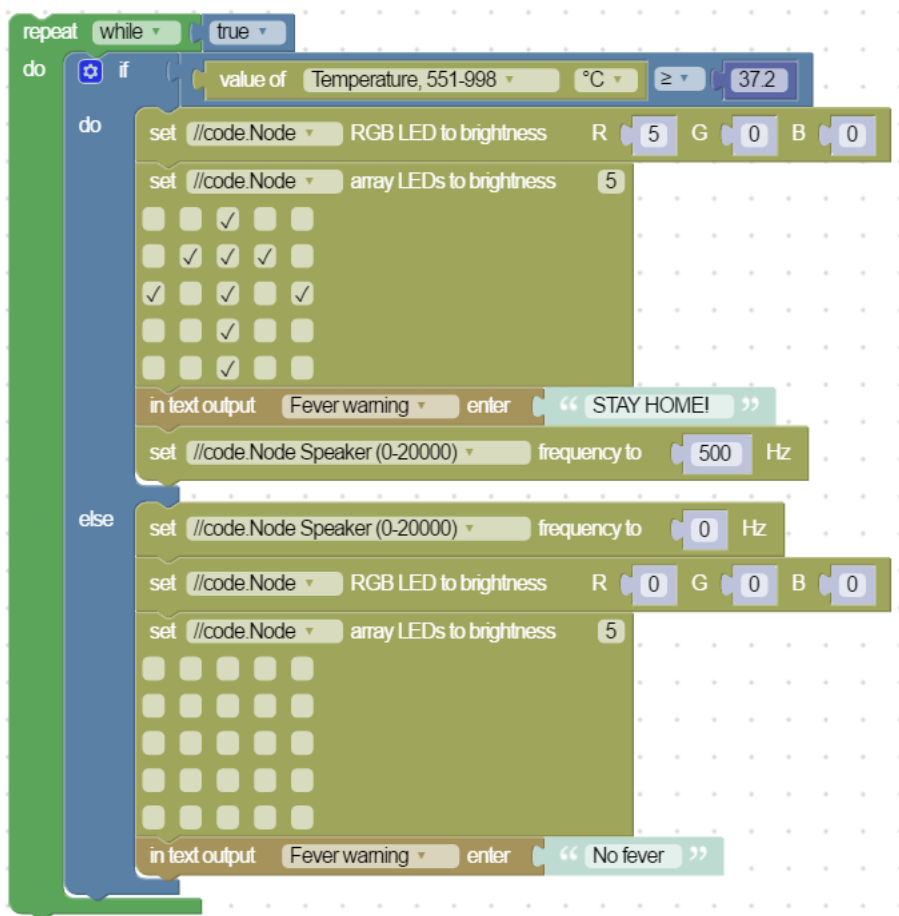 repeat while true
do if value of Temperature, 551-998 °C ≥ 37.2
do set //code.Node RGB LED to brightness R 5 G 0 B 0
set //code.Node array LEDs to brightness 5
in text output Fever warning enter “ STAY HOME! ”
set //code.Node Speaker (0-20000) frequency to 500 Hz
else set //code.Node Speaker (0-20000) frequency to 0 Hz
set //code.Node RGB LED to brightness R 0 G 0 B 0
set //code.Node array LEDs to brightness 5
in text output Fever warning enter “ No fever ”